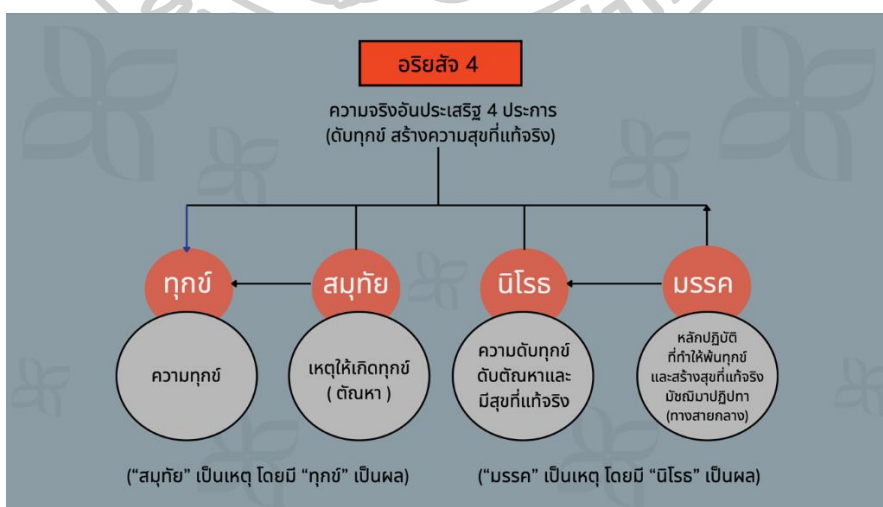 อริยสัจ 4
ความจริงอันประเสริฐ 4 ประการ
(ดับทุกข์ สร้างความสุขที่แท้จริง)
ทุกข์
สมุทัย
นิโรธ
มรรค
ความทุกข์
เหตุให้เกิดทุกข์
( ตัณหา )
ความดับทุกข์
ดับตัณหาและ
มีสุขที่แท้จริง
หลักปฏิบัติ
ที่ทำให้พ้นทุกข์
และสร้างสุขที่แท้จริง
มัชฌิมาปฏิปทา
(ทางสายกลาง)
(“สมุทัย” เป็นเหตุ โดยมี “ทุกข์” เป็นผล)
(“มรรค” เป็นเหตุ โดยมี “นิโรธ” เป็นผล)